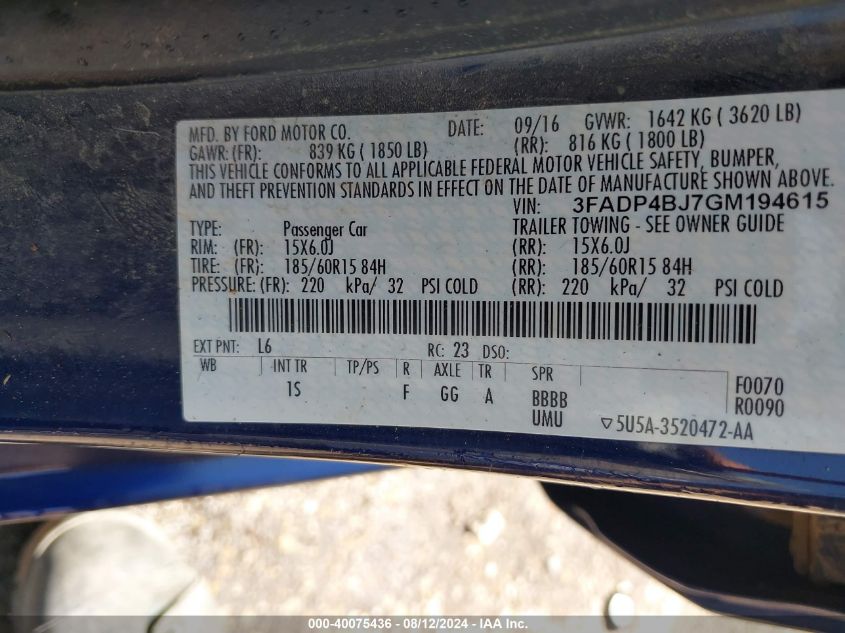 MFD. BY FORD MOTOR CO. DATE: 09/16 GVWR: 1642 KG ( 3620 LB)
GAWR: (FR): 839 KG ( 1850 LB) (RR): 816 KG ( 1800 LB)
THIS VEHICLE CONFORMS TO ALL APPLICABLE FEDERAL MOTOR VEHICLE SAFETY, BUMPER,
AND THEFT PREVENTION STANDARDS IN EFFECT ON THE DATE OF MANUFACTURE SHOWN ABOVE.
VIN: 3FADP4BJ7GM194615
TYPE: Passenger Car TRAILER TOWING - SEE OWNER GUIDE
RIM: (FR): 15X6.0J (RR): 15X6.0J
TIRE: (FR): 185/60R15 84H (RR): 185/60R15 84H
PRESSURE: (FR): 220 kPa/ 32 PSI COLD (RR): 220 kPa/ 32 PSI COLD
EXT PNT: L6 RC: 23 DSO:
WB INT TR TP/PS R AXLE TR SPR
1S F GG A BBBB F0070
UMU R0090
▽5U5A-3520472-AA
000-40075436 - 08/12/2024 - IAA Inc.